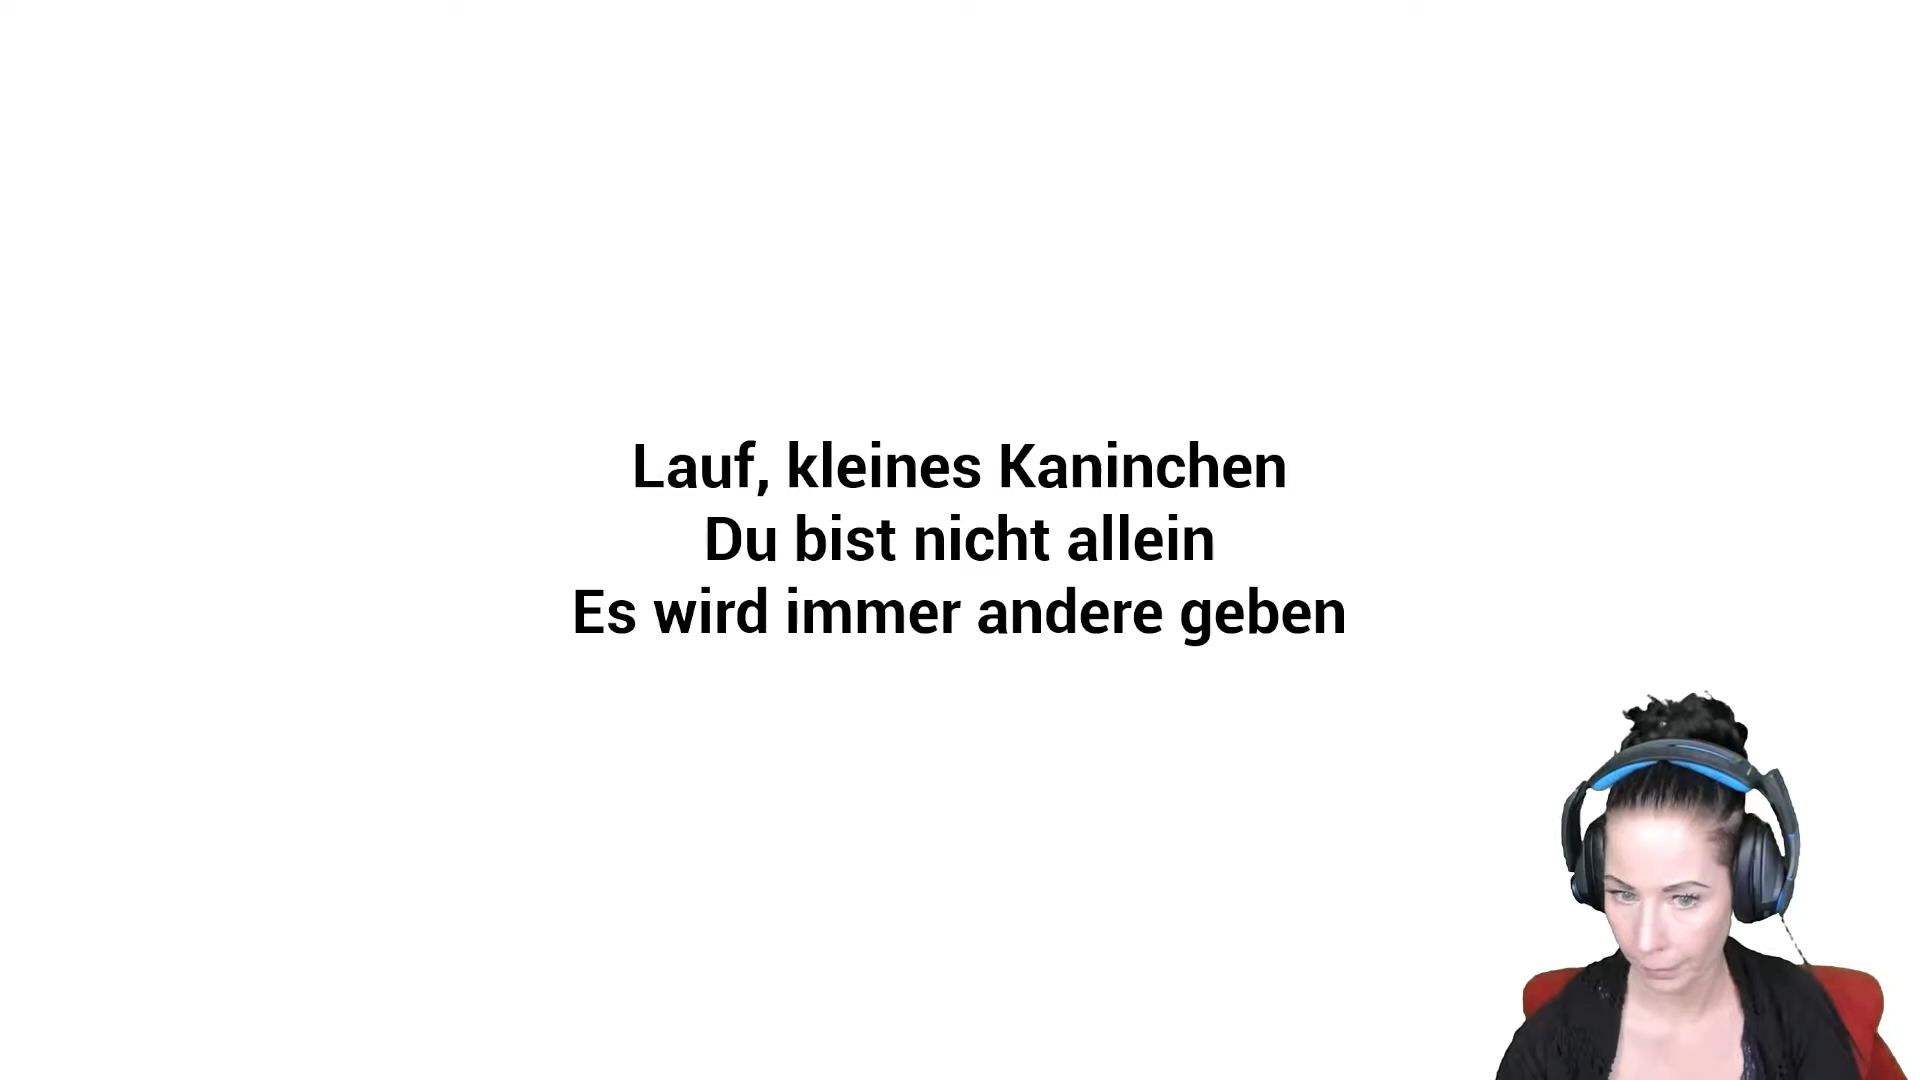 Lauf, kleines Kaninchen
Du bist nicht allein
Es wird immer andere geben